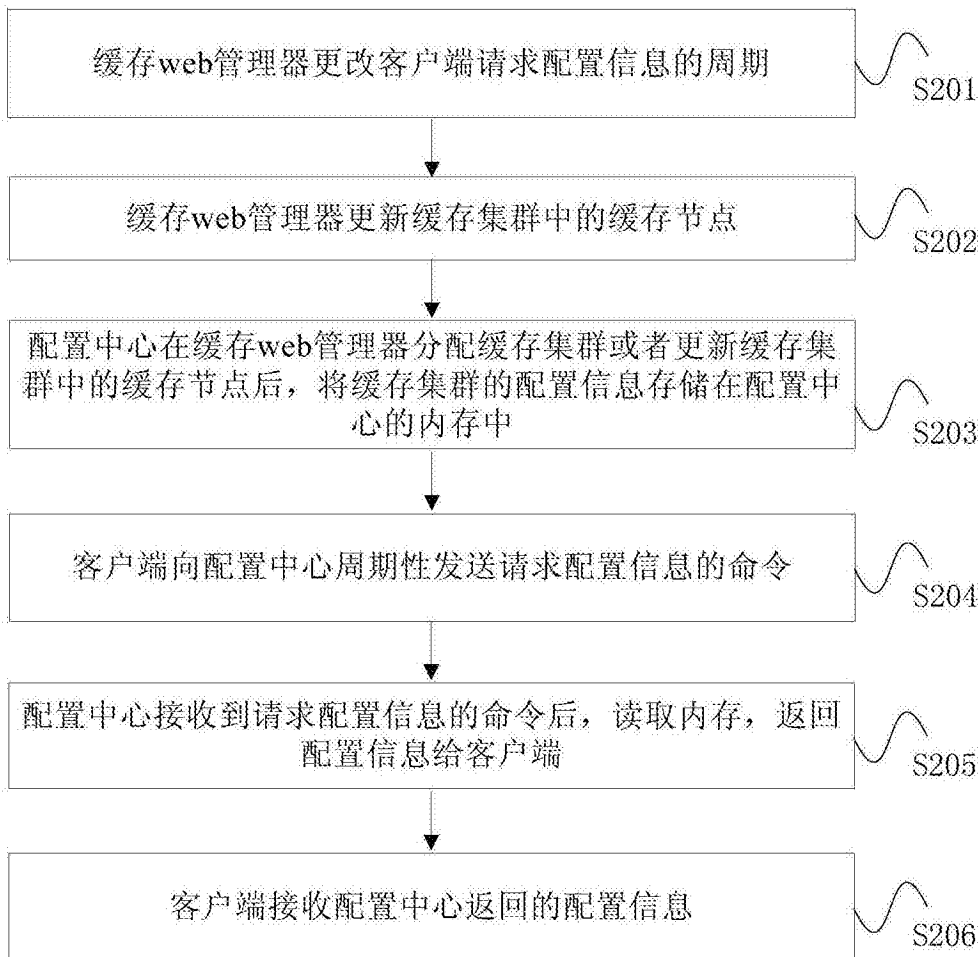 缓存web管理器更改客户端请求配置信息的周期
S201
缓存web管理器更新缓存集群中的缓存节点
S202
配置中心在缓存web管理器分配缓存集群或者更新缓存集
群中的缓存节点后，将缓存集群的配置信息存储在配置中
心的内存中
S203
客户端向配置中心周期性发送请求配置信息的命令
S204
配置中心接收到请求配置信息的命令后，读取内存，返回
配置信息给客户端
S205
客户端接收配置中心返回的配置信息
S206